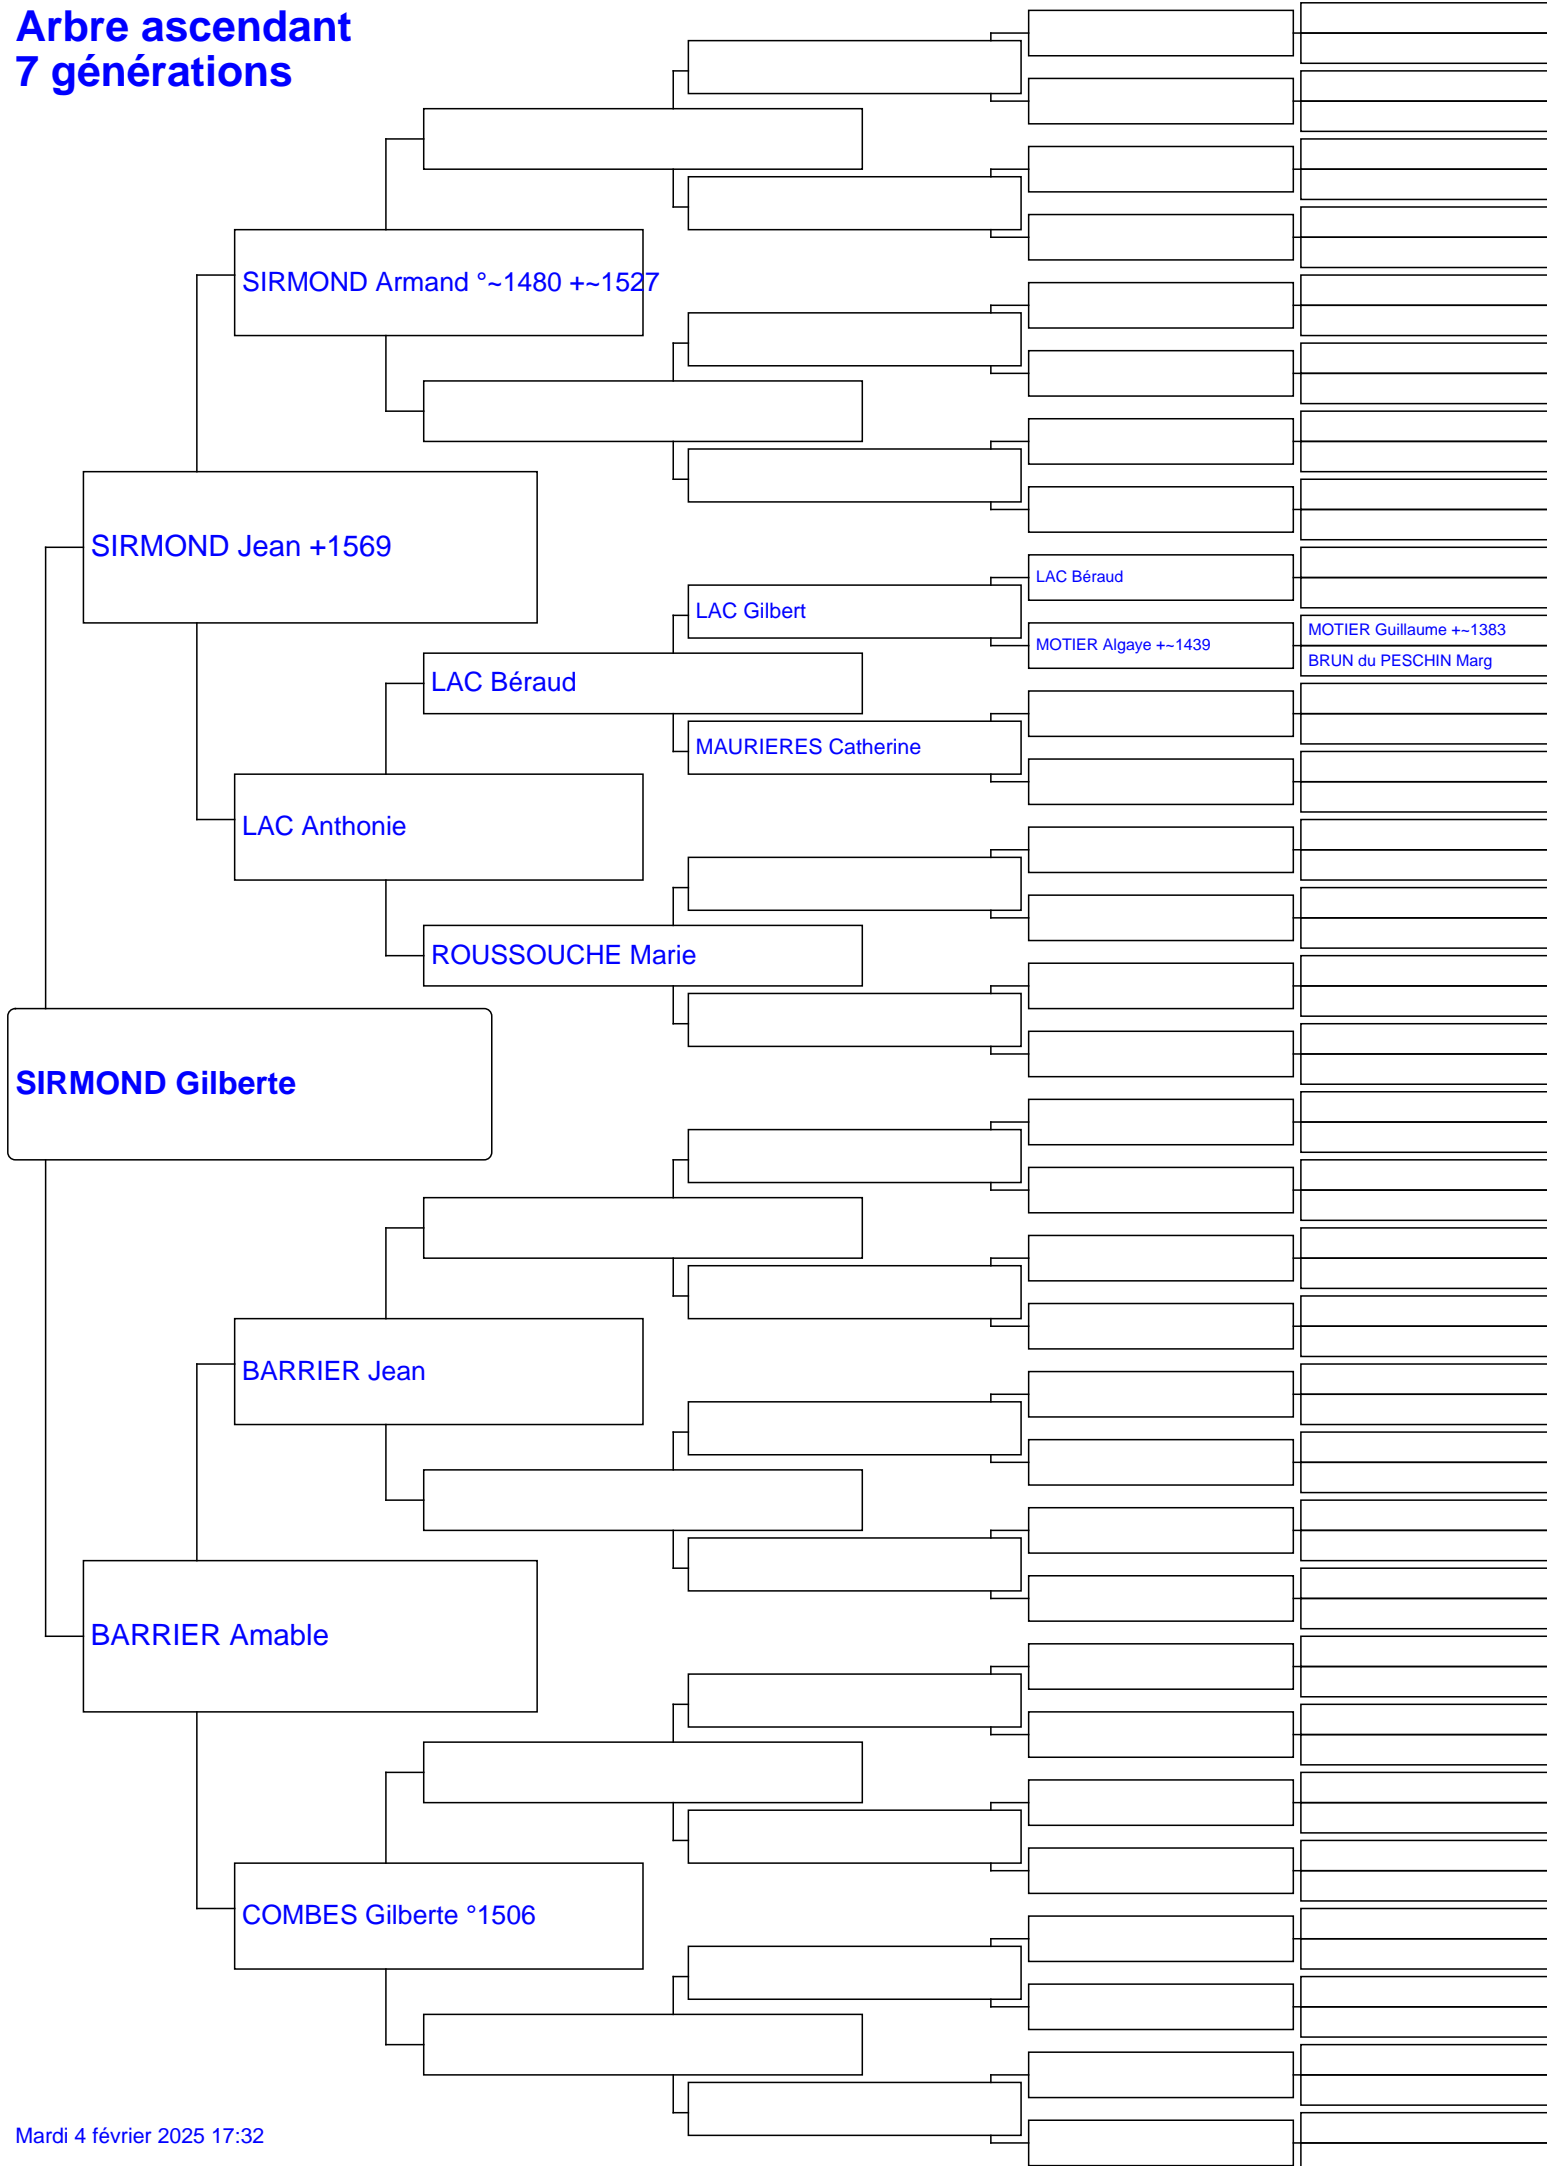 Arbre ascendant
7 générations
SIRMOND Armand °~1480 +~1527
SIRMOND Jean +1569
LAC Béraud
LAC Gilbert
MOTIER Guillaume +~1383
MOTIER Algaye +~1439
BRUN du PESCHIN Marg
LAC Béraud
MAURIERES Catherine
LAC Anthonie
ROUSSOUCHE Marie
SIRMOND Gilberte
BARRIER Jean
BARRIER Amable
COMBES Gilberte °1506
Mardi 4 février 2025 17:32